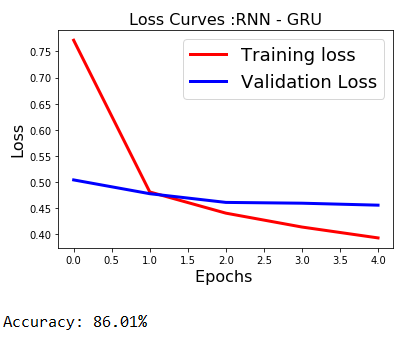 Loss Curves :RNN - GRU
Training loss
Validation Loss
0.75
0.70
0.65
0.60
0.55
0.50
0.45
0.40
Loss
0.0 0.5 1.0 1.5 2.0 2.5 3.0 3.5 4.0
Epochs
Accuracy: 86.01%